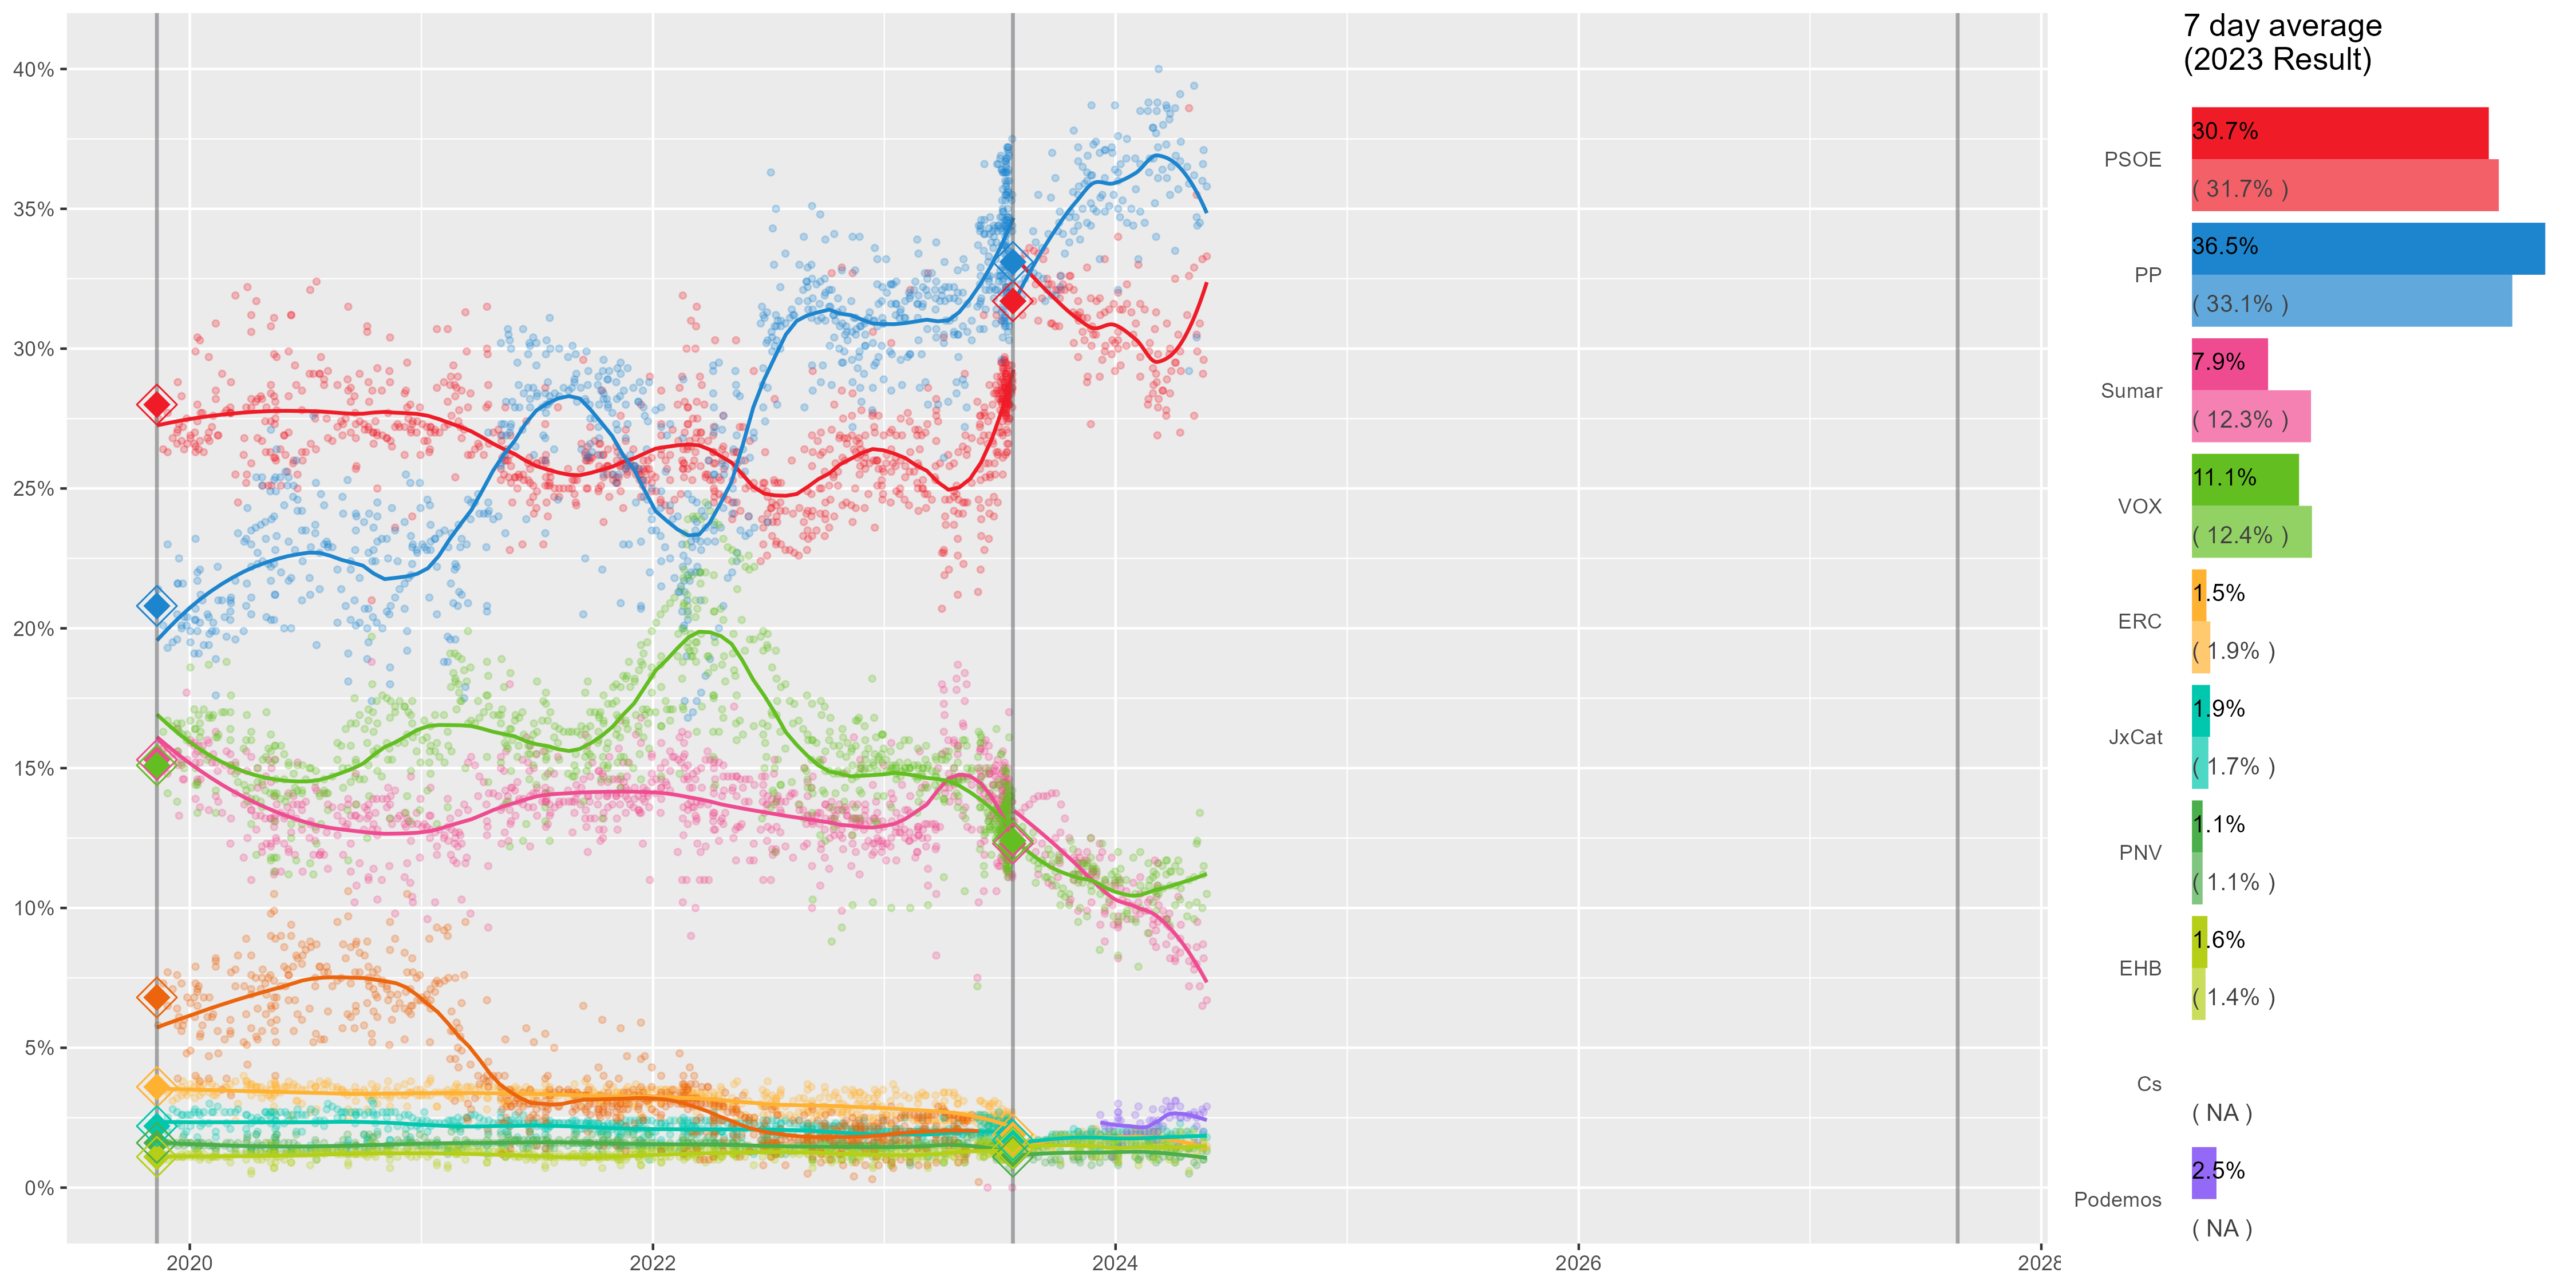 7 day average
(2023 Result)
40%
35%
30%
25%
20%
15%
10%
5%
0%
2020
2022
2024
2026
2028
PSOE
30.7%
( 31.7% )
PP
36.5%
( 33.1% )
Sumar
7.9%
( 12.3% )
VOX
11.1%
( 12.4% )
ERC
1.5%
( 1.9% )
JxCat
1.9%
( 1.7% )
PNV
1.1%
( 1.1% )
EHB
1.6%
( 1.4% )
Cs
( NA )
Podemos
2.5%
( NA )